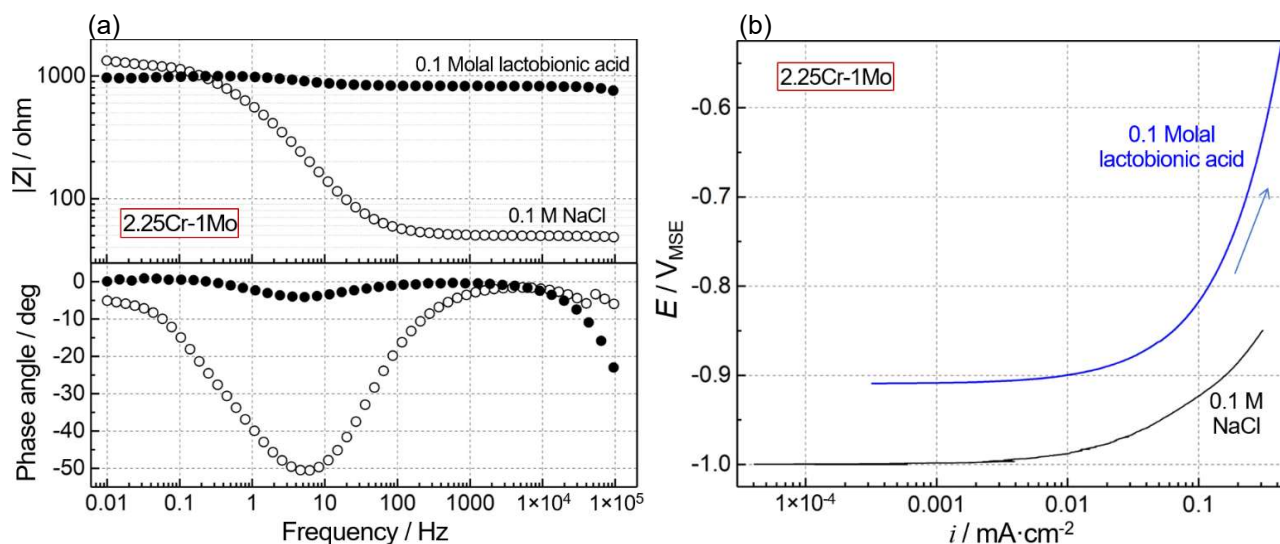 (a)
1000
100
|Z| / ohm
0.1 Molal lactobionic acid
2.25Cr-1Mo
0.1 M NaCl
0
-10
-20
-30
-40
-50
Phase angle / deg
0.01 0.1 1 10 100 1000 1×10⁴ 10⁵
Frequency / Hz
(b)
2.25Cr-1Mo
-0.6
-0.7
-0.8
-0.9
-1.0
E / V_MSE
0.1 Molal
lactobionic acid
0.1 M
NaCl
1×10⁻⁴ 0.001 0.01 0.1
i / mA·cm⁻²